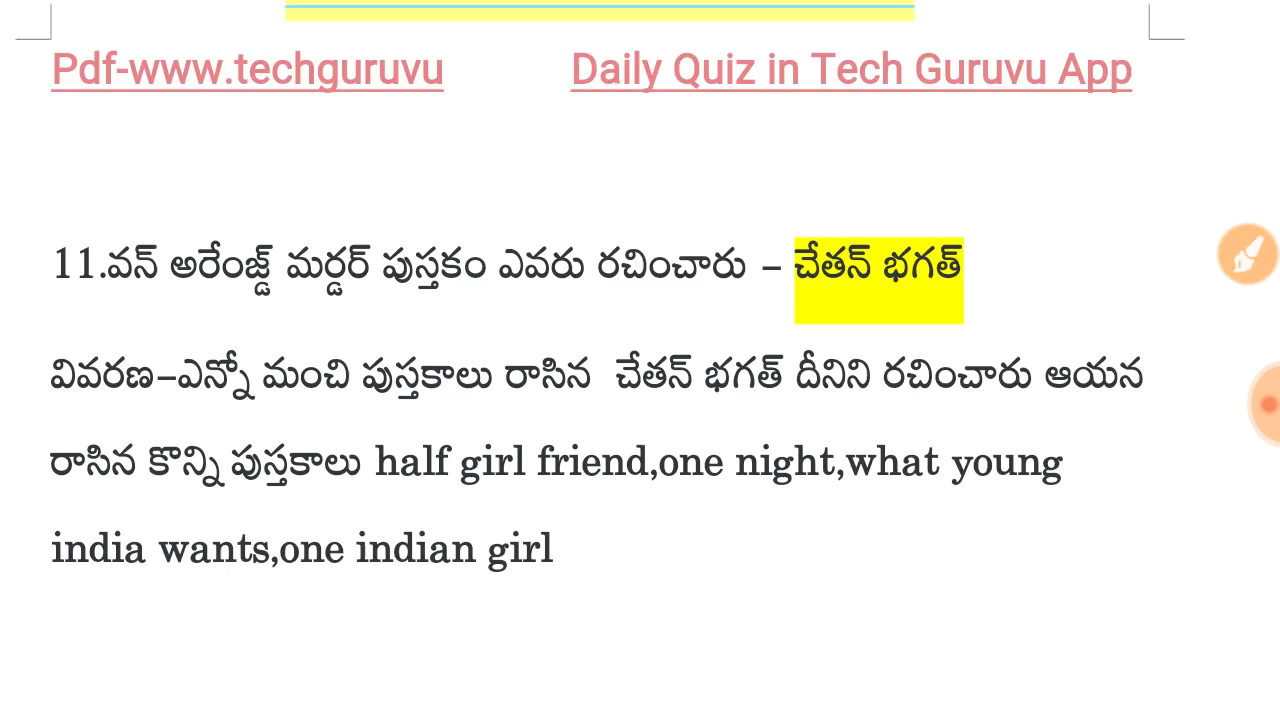 Pdf-www.techguruvu Daily Quiz in Tech Guruvu App
11.వన్ అరేంజ్డ్ మర్డర్ పుస్తకం ఎవరు రచించారు – చేతన్ భగత్
వివరణ–ఎన్నో మంచి పుస్తకాలు రాసిన చేతన్ భగత్ దీనిని రచించారు ఆయన
రాసిన కొన్ని పుస్తకాలు half girl friend,one night,what young
india wants,one indian girl